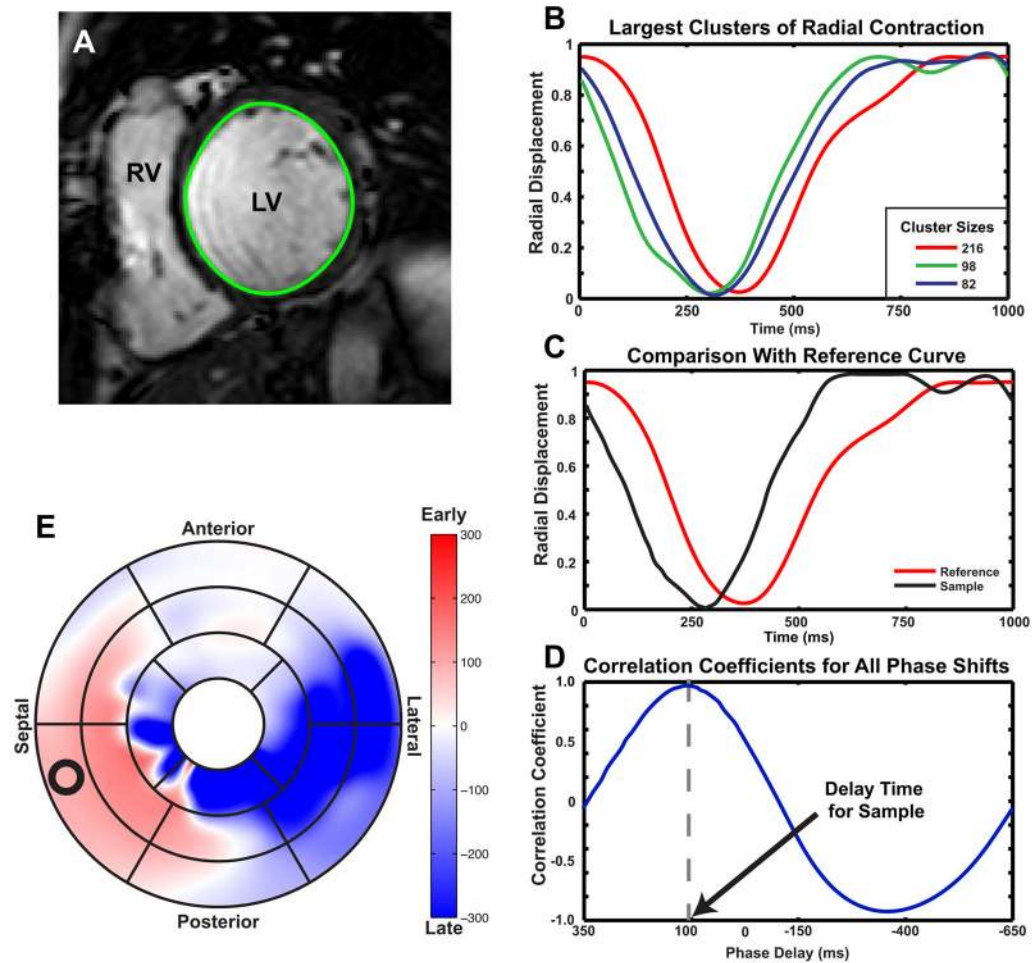 A
RV
LV
B
Largest Clusters of Radial Contraction
Radial Displacement
1
0.8
0.6
0.4
0.2
0
0 250 500 750 1000
Time (ms)
Cluster Sizes
216
98
82
C
Comparison With Reference Curve
Radial Displacement
1
0.8
0.6
0.4
0.2
0
0 250 500 750 1000
Time (ms)
Reference
Sample
D
Correlation Coefficients for All Phase Shifts
Correlation Coefficient
1.0
0.5
0
-0.5
-1.0
350 100 0 -150 -400 -650
Phase Delay (ms)
Delay Time
for Sample
E
Anterior
Septal
Lateral
Posterior
Early
300
200
100
0
−100
−200
−300
Late